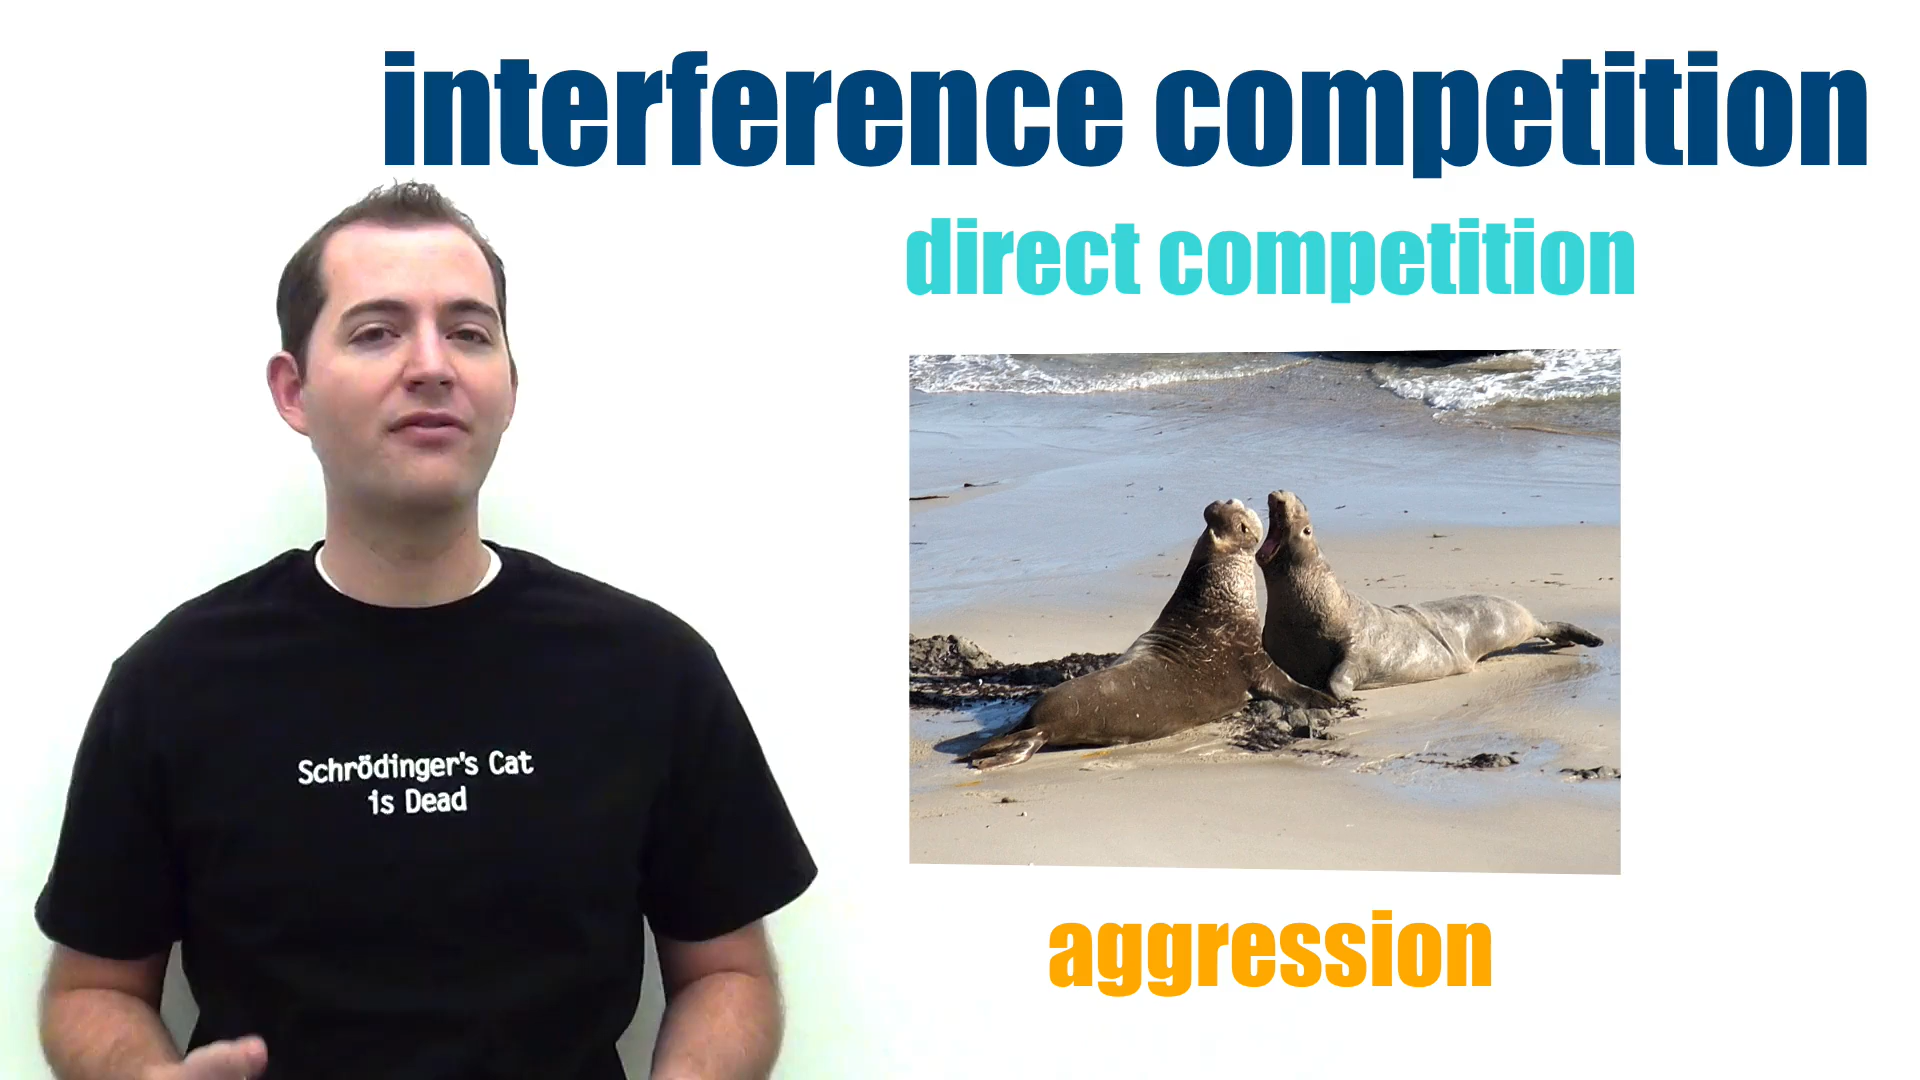 interference competition
direct competition
Schrödinger's Cat
is Dead
aggression